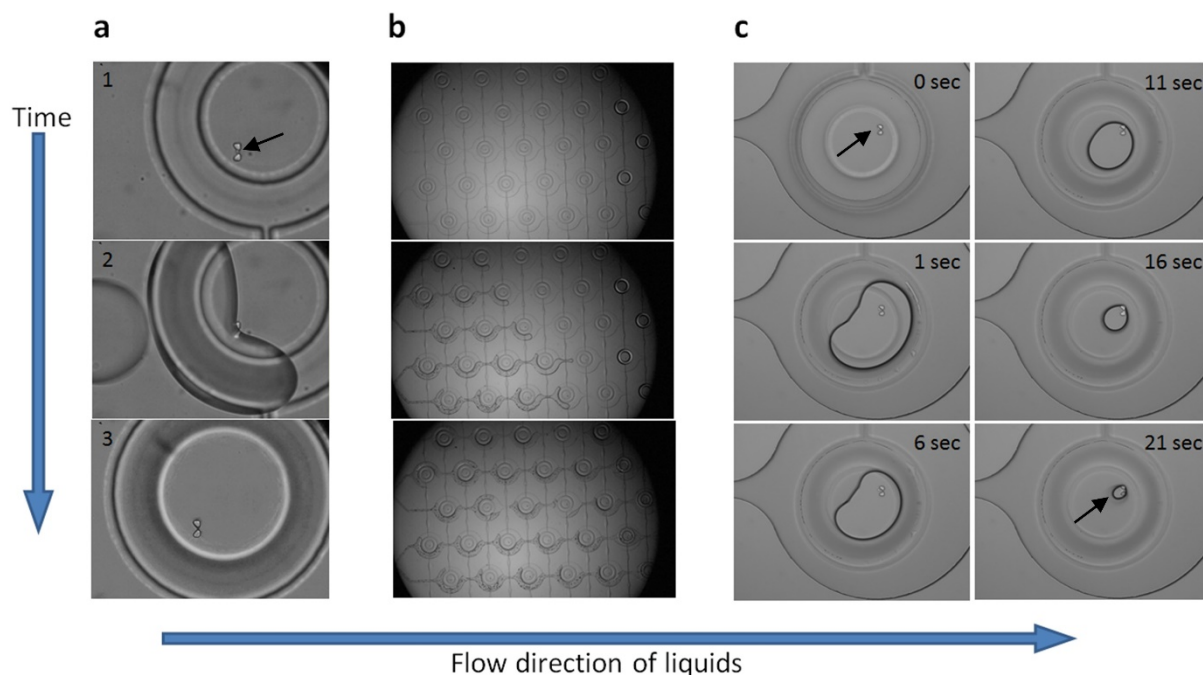 a
b
c
Time
1
2
3
0 sec
11 sec
1 sec
16 sec
6 sec
21 sec
Flow direction of liquids